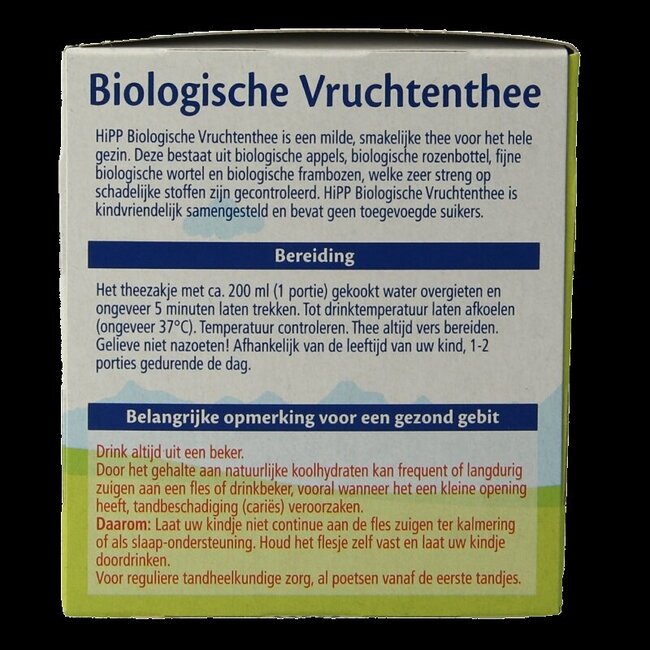 Biologische Vruchtenthee
HiPP Biologische Vruchtenthee is een milde, smakelijke thee voor het hele
gezin. Deze bestaat uit biologische appels, biologische rozenbottel, fijne
biologische wortel en biologische frambozen, welke zeer streng op
schadelijke stoffen zijn gecontroleerd. HiPP Biologische Vruchtenthee is
kindvriendelijk samengesteld en bevat geen toegevoegde suikers.
Bereiding
Het theezakje met ca. 200 ml (1 portie) gekookt water overgieten en
ongeveer 5 minuten laten trekken. Tot drinktemperatuur laten afkoelen
(ongeveer 37°C). Temperatuur controleren. Thee altijd vers bereiden.
Gelieve niet nazoeten! Afhankelijk van de leeftijd van uw kind, 1-2
porties gedurende de dag.
Belangrijke opmerking voor een gezond gebit
Drink altijd uit een beker.
Door het gehalte aan natuurlijke koolhydraten kan frequent of langdurig
zuigen aan een fles of drinkbeker, vooral wanneer het een kleine opening
heeft, tandbeschadiging (cariës) veroorzaken.
Daarom: Laat uw kindje niet continue aan de fles zuigen ter kalmering
of als slaap-ondersteuning. Houd het flesje zelf vast en laat uw kindje
doordrinken.
Voor reguliere tandheelkundige zorg, al poetsen vanaf de eerste tandjes.